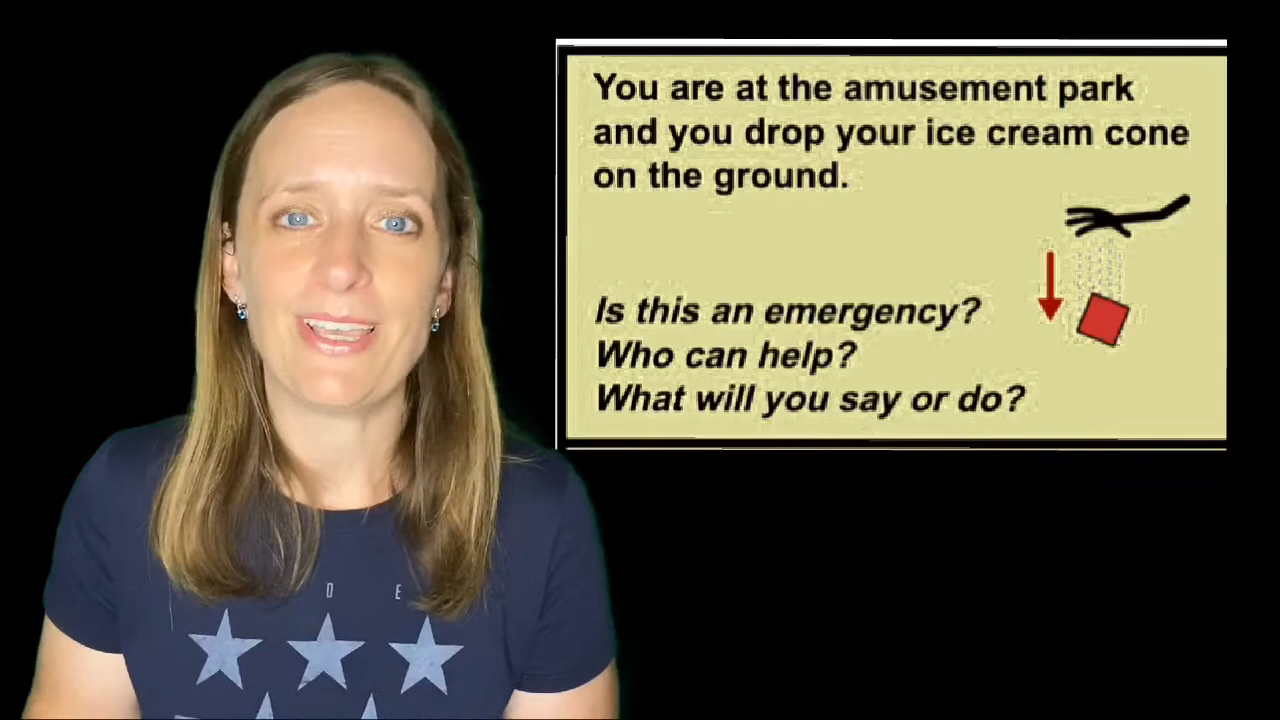 You are at the amusement park
and you drop your ice cream cone
on the ground.
Is this an emergency?
Who can help?
What will you say or do?
D E